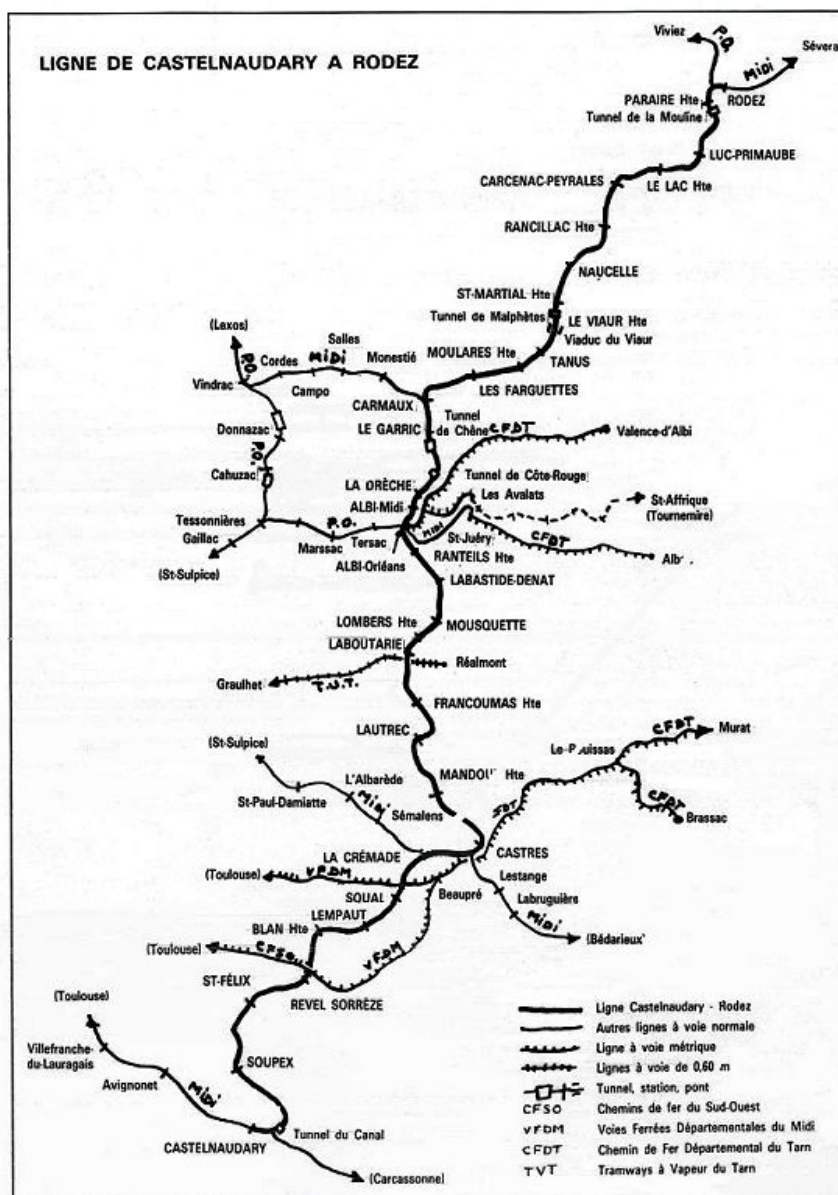 LIGNE DE CASTELNAUDARY A RODEZ
Viviez
P.O.
MIDI
Sévera
PARAIRE Hte
RODEZ
Tunnel de la Mouline
LUC-PRIMAUBE
CARCENAC-PEYRALES
LE LAC Hte
RANCILLAC Hte
NAUCELLE
ST-MARTIAL Hte
Tunnel de Malphètes
LE VIAUR Hte
Viaduc du Viaur
(Lexos)
Salles
P.O.
Cordes
MIDI
Monestié
MOULARES Hte
TANUS
Vindrac
Campo
LES FARGUETTES
CARMAUX
Donnazac
LE GARRIC
Tunnel
de Chêne
CFDT
Valence-d'Albi
P.O.
Cahuzac
LA DRÈCHE
Tunnel de Côte-Rouge
Les Avalats
ALBI-Midi
St-Affrique
(Tournemire)
Tessonnières
P.O.
MIDI
St-Juéry
CFDT
Gaillac
Marssac
Tersac
RANTEILS Hte
Alb
(St-Sulpice)
ALBI-Orléans
LABASTIDE-DENAT
LOMBERS Hte
MOUSQUETTE
LABOUTARIE
Réalmont
Graulhet
T.V.T.
FRANCOUMAS Hte
LAUTREC
CFDT
Murat
(St-Sulpice)
L'Albarède
MANDOU Hte
St-Paul-Damiatte
MIDI
Sémalens
CFDT
Brassac
LA CRÉMADE
CASTRES
(Toulouse)
VFDM
Lestange
SOUAL
Beaupré
Labruguière
LEMPAUT
MIDI
BLAN Hte
(Bédarieux
(Toulouse)
CFSO
VFDM
ST-FÉLIX
REVEL SORRÈZE
(Toulouse)
Villefranche-
du-Lauragais
SOUPEX
Avignonet
MIDI
CASTELNAUDARY
Tunnel du Canal
(Carcassonne)
Ligne Castelnaudary - Rodez
Autres lignes à voie normale
Ligne à voie métrique
Lignes à voie de 0,60 m
Tunnel, station, pont
CFSO Chemins de fer du Sud-Ouest
VFDM Voies Ferrées Départementales du Midi
CFDT Chemin de Fer Départemental du Tarn
TVT Tramways à Vapeur du Tarn